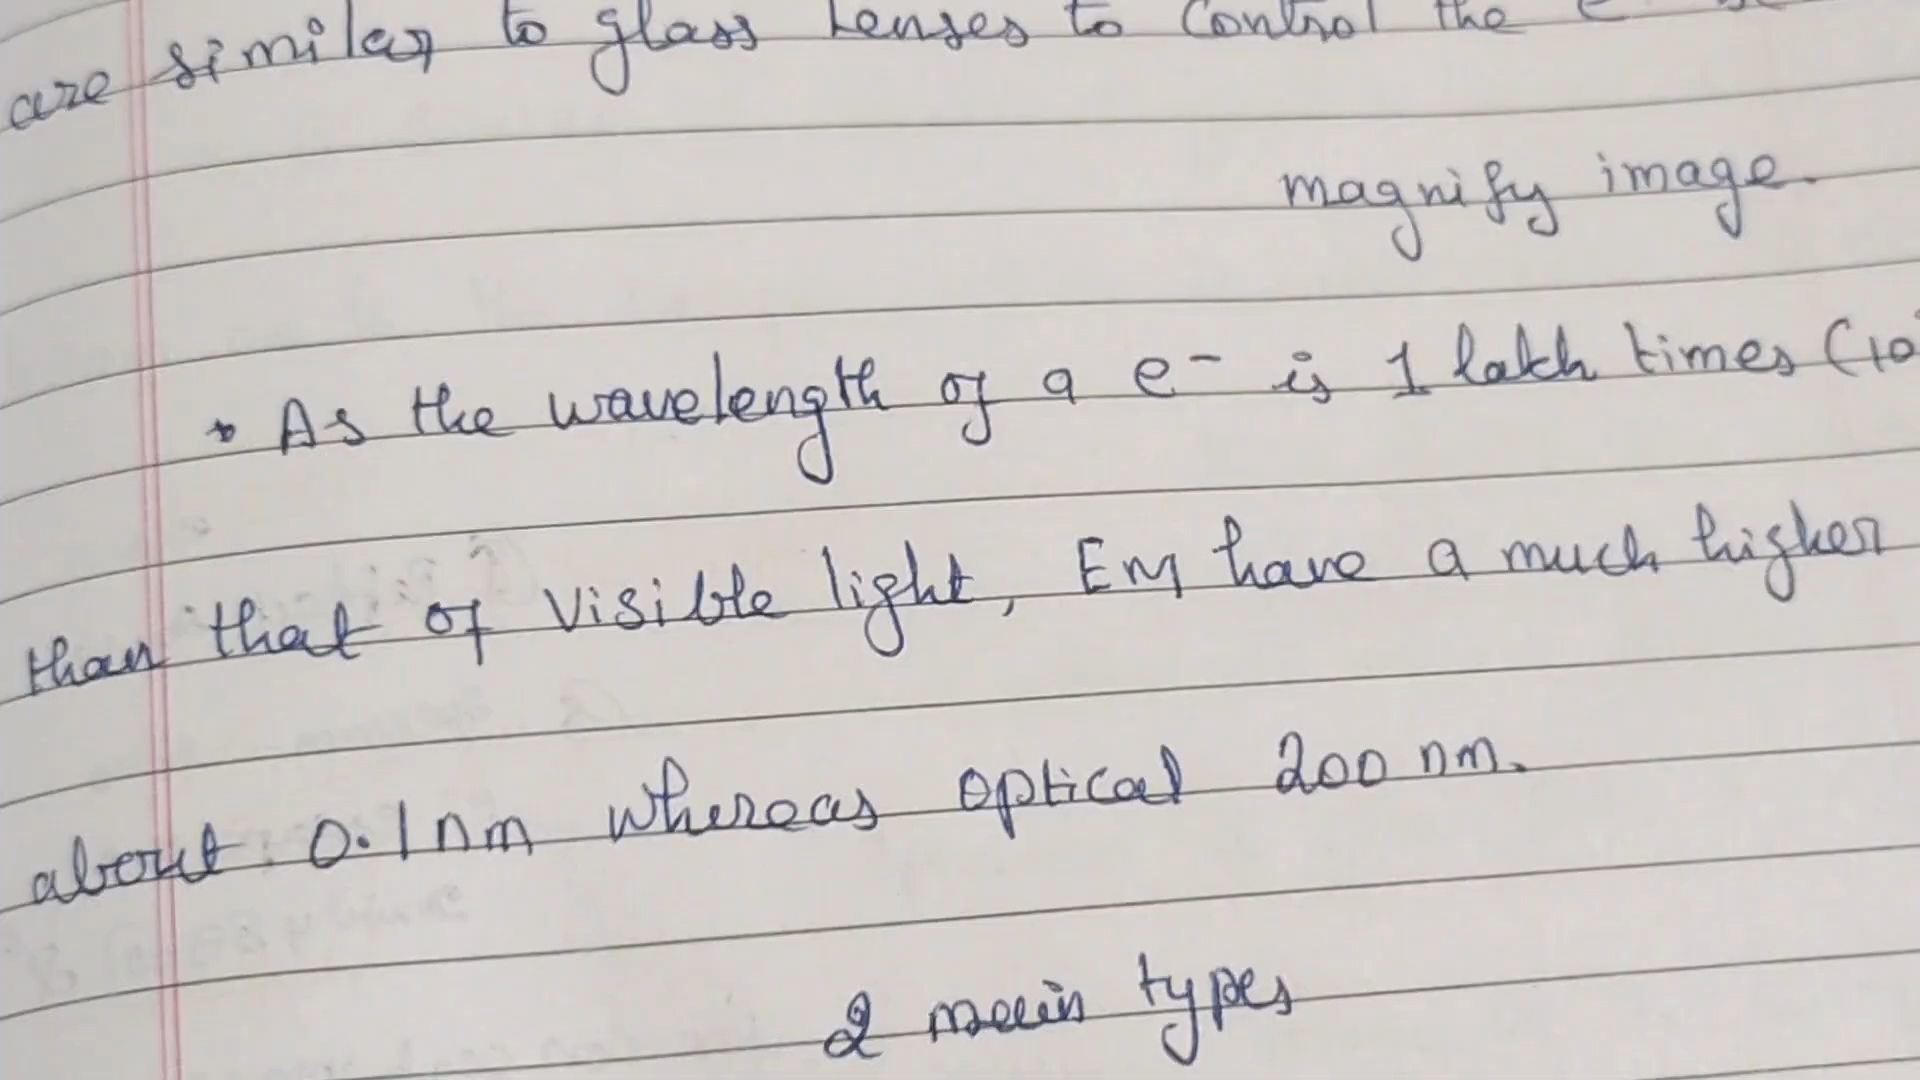 are similar to glass lenses to control the e-
magnify image.
* As the wavelength of a e- is 1 lakh times (10
than that of visible light, EM have a much higher
about 0.1nm whereas optical 200 nm.
2 main types